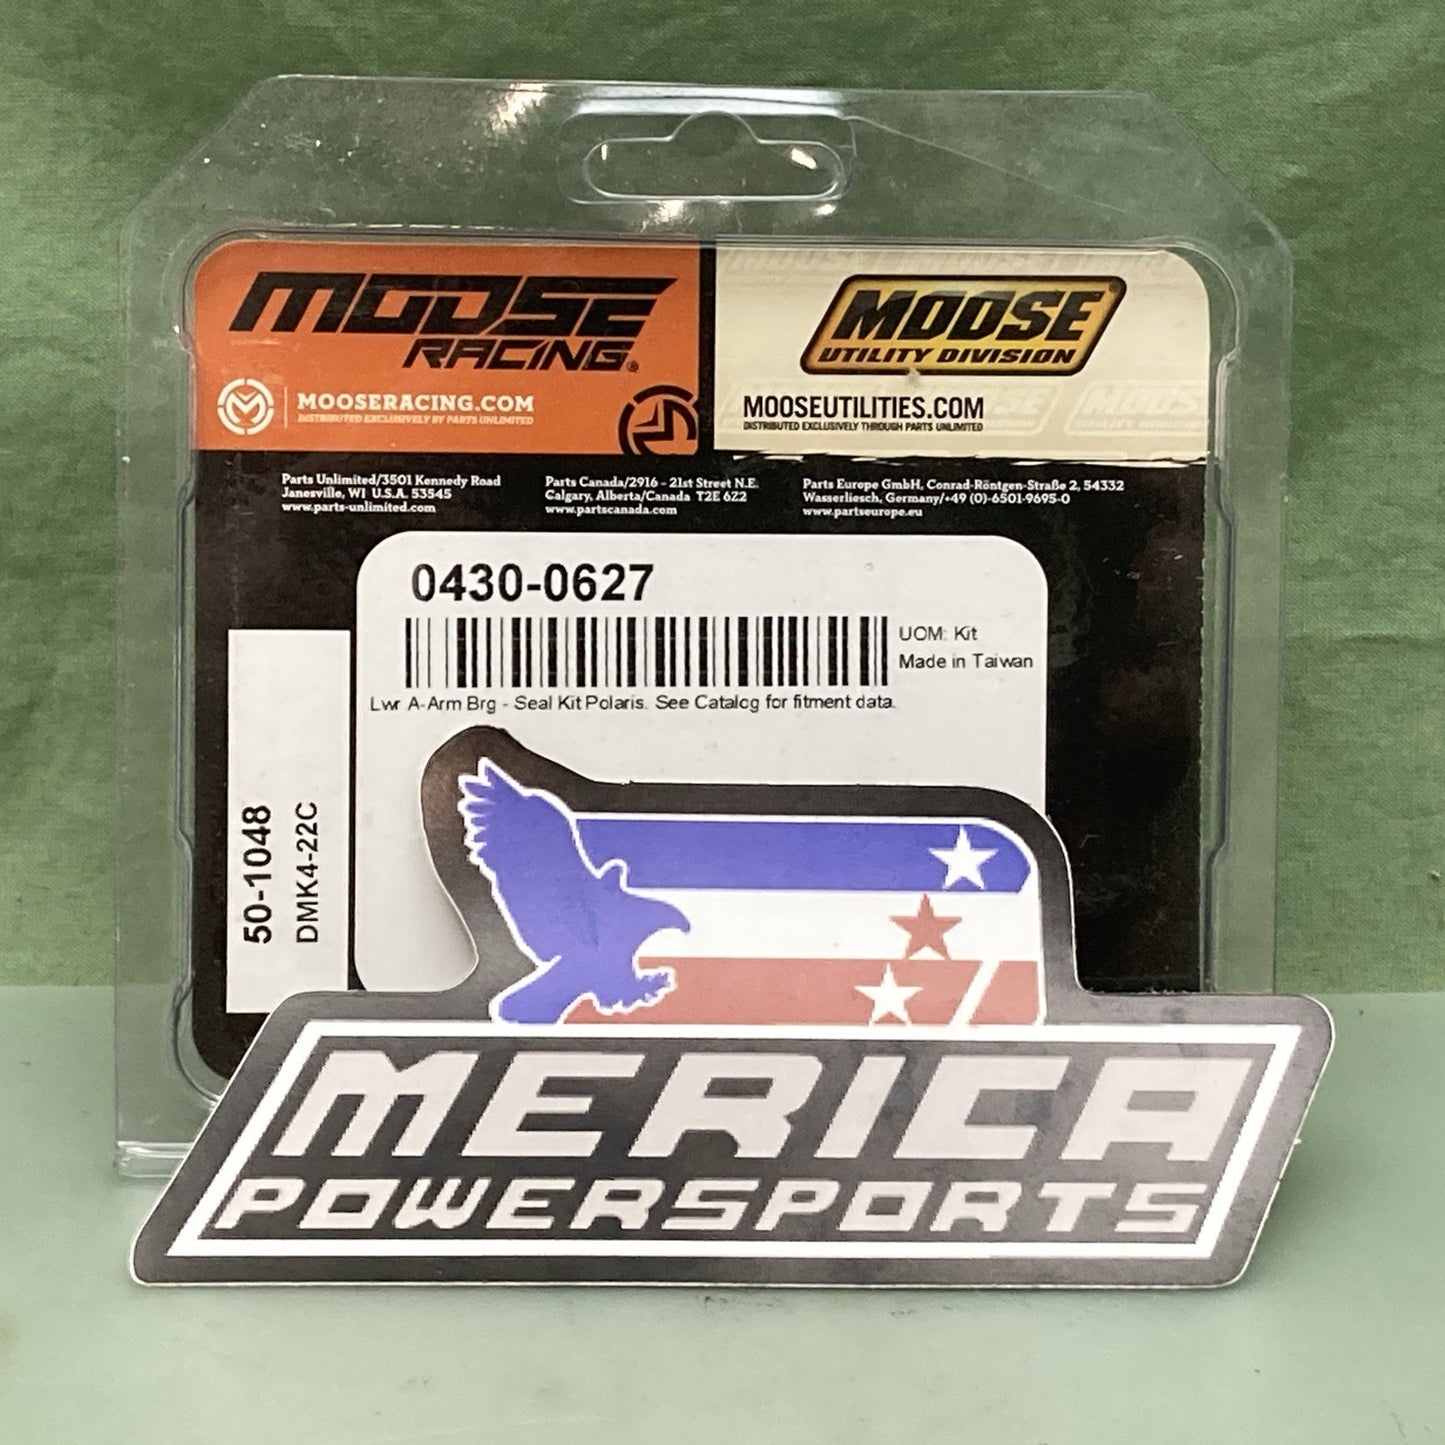 MOOSE
RACING®
MOOSERACING.COM
DISTRIBUTED EXCLUSIVELY BY PARTS UNLIMITED
MOOSE®
UTILITY DIVISION
MOOSEUTILITIES.COM
DISTRIBUTED EXCLUSIVELY THROUGH PARTS UNLIMITED
Parts Unlimited/3501 Kennedy Road
Janesville, WI U.S.A. 53545
www.parts-unlimited.com
Parts Canada/2916 - 21st Street N.E.
Calgary, Alberta/Canada T2E 6Z2
www.partscanada.com
Parts Europe GmbH, Conrad-Röntgen-Straße 2, 54332
Wasserliesch, Germany/+49 (0)-6501-9695-0
www.partseurope.eu
0430-0627
UOM: Kit
Made in Taiwan
Lwr A-Arm Brg - Seal Kit Polaris. See Catalog for fitment data.
50-1048
DMK4-22C
MERICA
POWERSPORTS